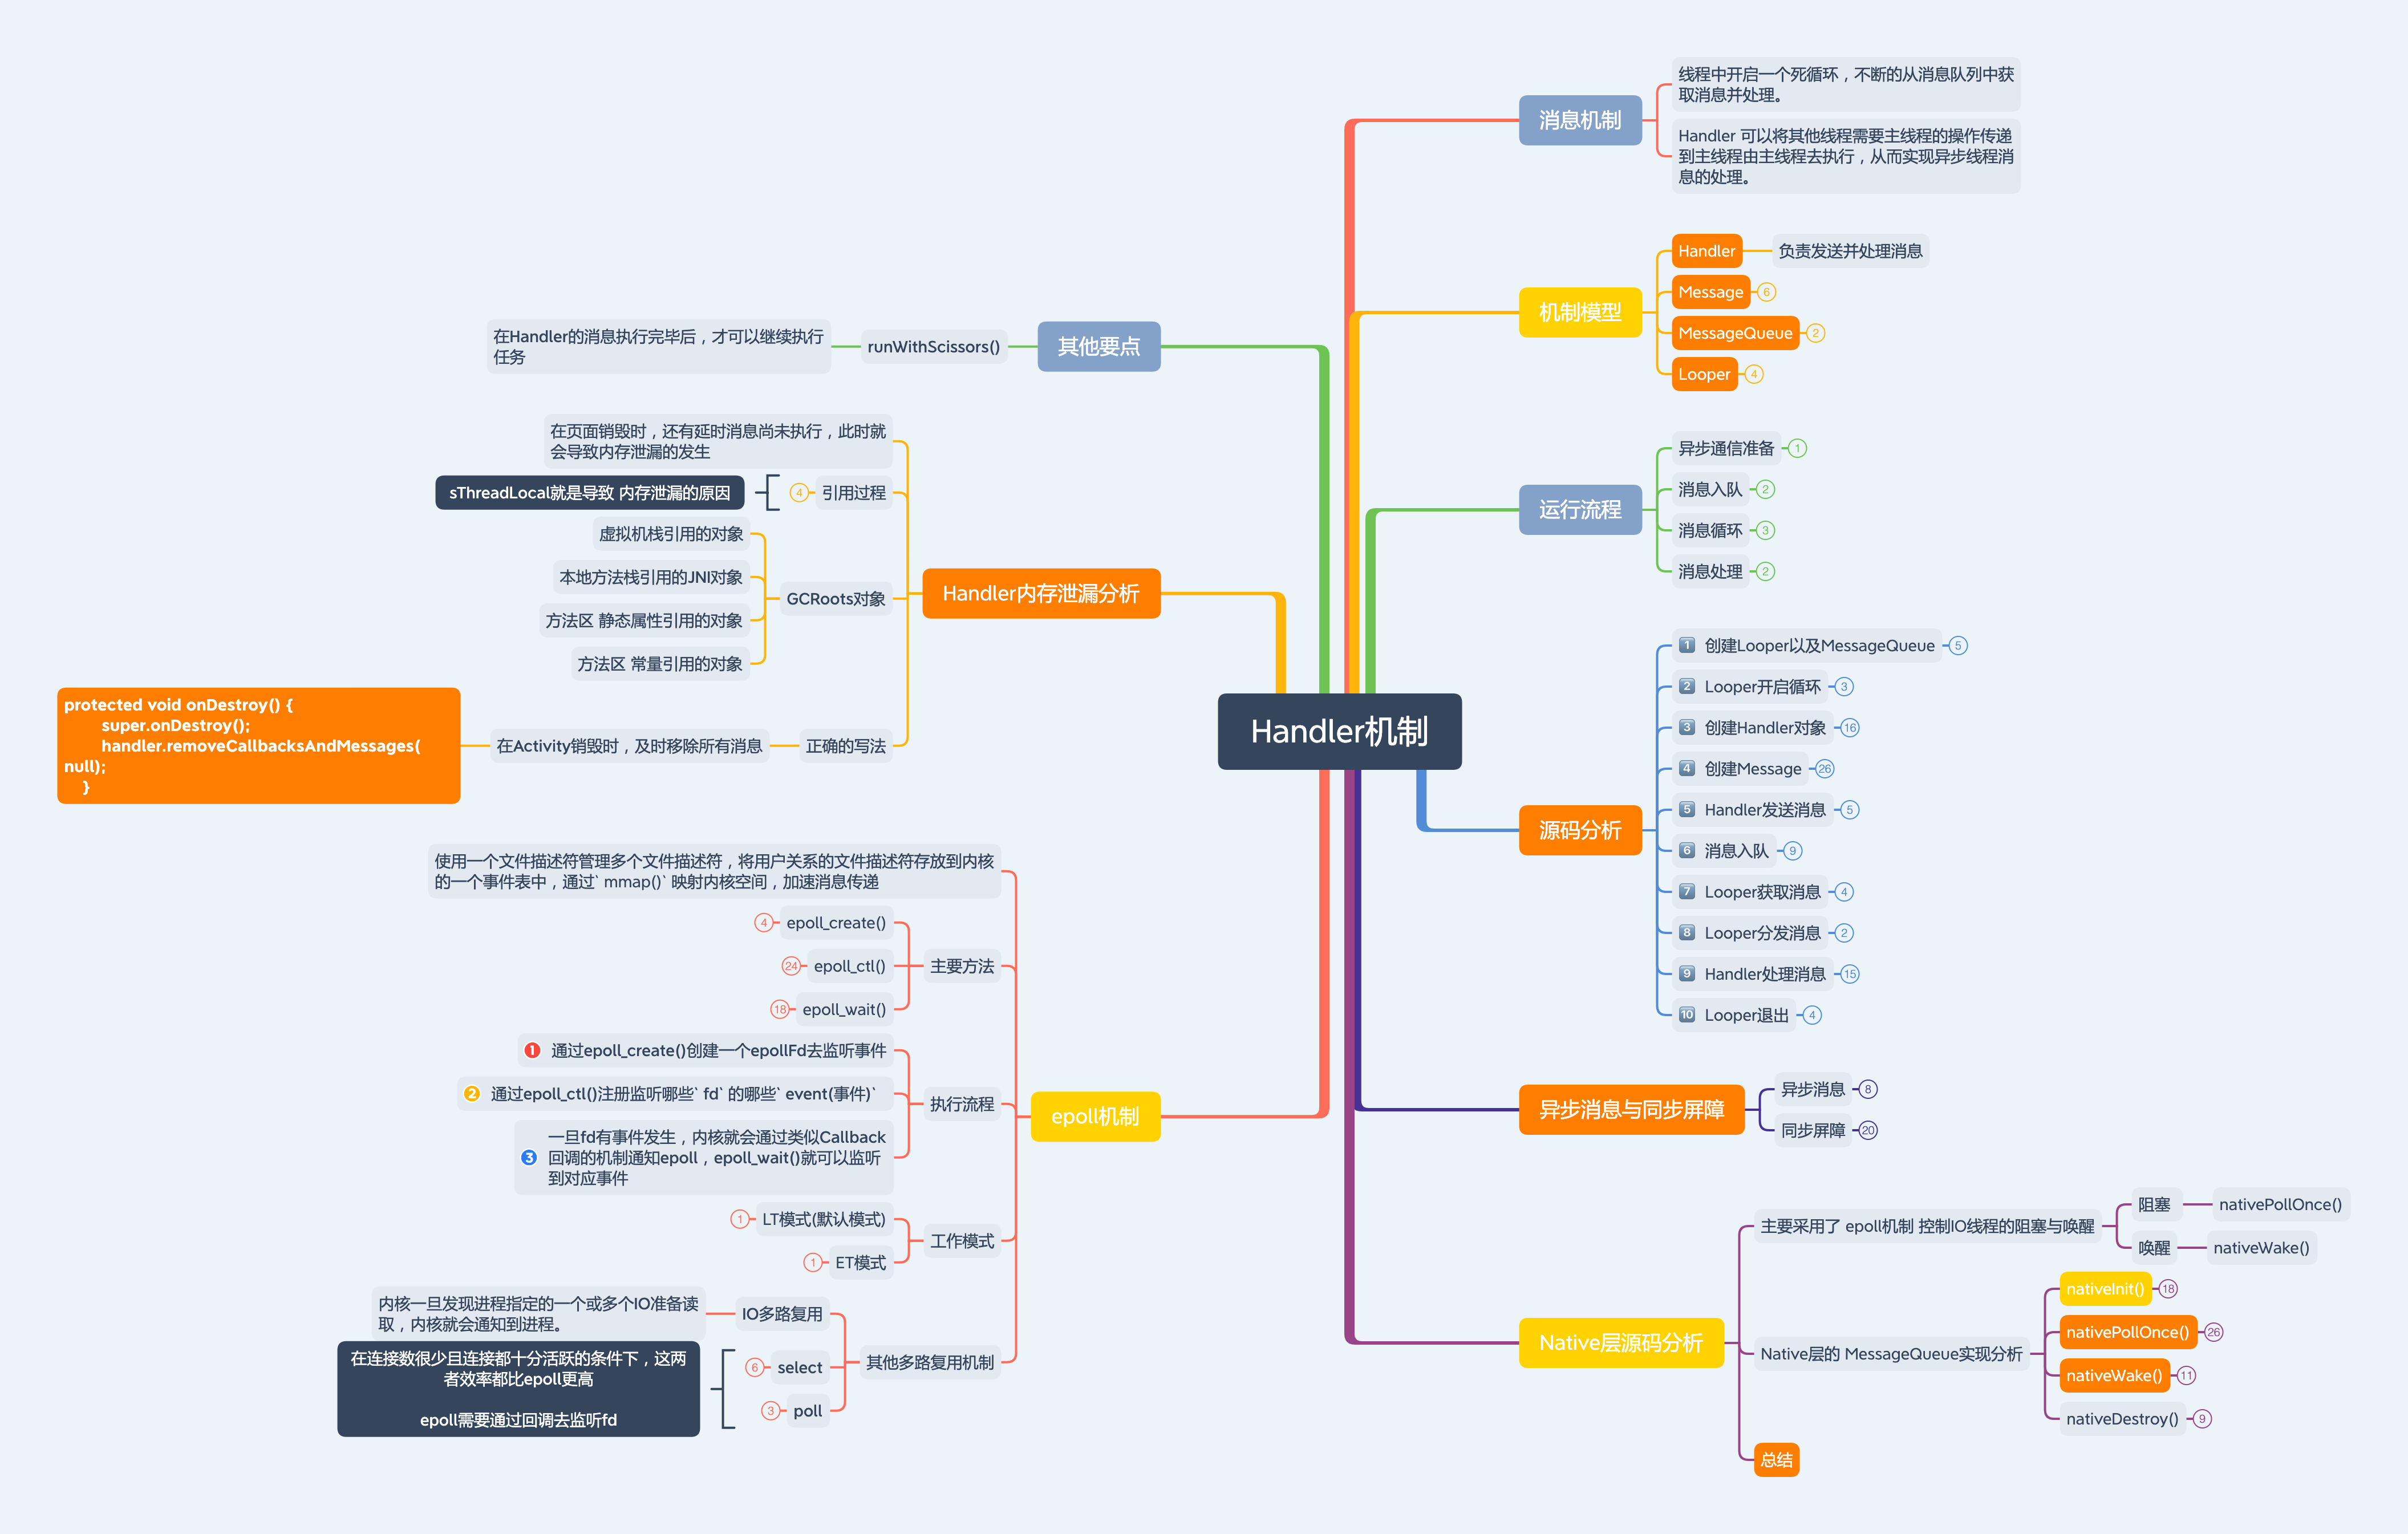 Handler机制
消息机制
线程中开启一个死循环，不断的从消息队列中获
取消息并处理。
Handler 可以将其他线程需要主线程的操作传递
到主线程由主线程去执行，从而实现异步线程消
息的处理。
机制模型
Handler
负责发送并处理消息
Message
6
MessageQueue
2
Looper
4
运行流程
异步通信准备
1
消息入队
2
消息循环
3
消息处理
2
源码分析
1 创建Looper以及MessageQueue
5
2 Looper开启循环
3
3 创建Handler对象
16
4 创建Message
26
5 Handler发送消息
5
6 消息入队
9
7 Looper获取消息
4
8 Looper分发消息
2
9 Handler处理消息
15
10 Looper退出
4
异步消息与同步屏障
异步消息
8
同步屏障
20
Native层源码分析
主要采用了 epoll机制 控制IO线程的阻塞与唤醒
阻塞
nativePollOnce()
唤醒
nativeWake()
Native层的 MessageQueue实现分析
nativeInit()
18
nativePollOnce()
26
nativeWake()
11
nativeDestroy()
9
总结
其他要点
runWithScissors()
在Handler的消息执行完毕后，才可以继续执行
任务
Handler内存泄漏分析
在页面销毁时，还有延时消息尚未执行，此时就
会导致内存泄漏的发生
引用过程
4
sThreadLocal就是导致 内存泄漏的原因
GCRoots对象
虚拟机栈引用的对象
本地方法栈引用的JNI对象
方法区 静态属性引用的对象
方法区 常量引用的对象
正确的写法
在Activity销毁时，及时移除所有消息
protected void onDestroy() {
super.onDestroy();
handler.removeCallbacksAndMessages(
null);
}
epoll机制
使用一个文件描述符管理多个文件描述符，将用户关系的文件描述符存放到内核
的一个事件表中，通过` mmap()` 映射内核空间，加速消息传递
主要方法
epoll_create()
4
epoll_ctl()
24
epoll_wait()
18
执行流程
1 通过epoll_create()创建一个epollFd去监听事件
2 通过epoll_ctl()注册监听哪些` fd` 的哪些` event(事件)`
3 一旦fd有事件发生，内核就会通过类似Callback
回调的机制通知epoll，epoll_wait()就可以监听
到对应事件
工作模式
LT模式(默认模式)
1
ET模式
1
其他多路复用机制
IO多路复用
内核一旦发现进程指定的一个或多个IO准备读
取，内核就会通知到进程。
select
6
poll
3
在连接数很少且连接都十分活跃的条件下，这两
者效率都比epoll更高
epoll需要通过回调去监听fd